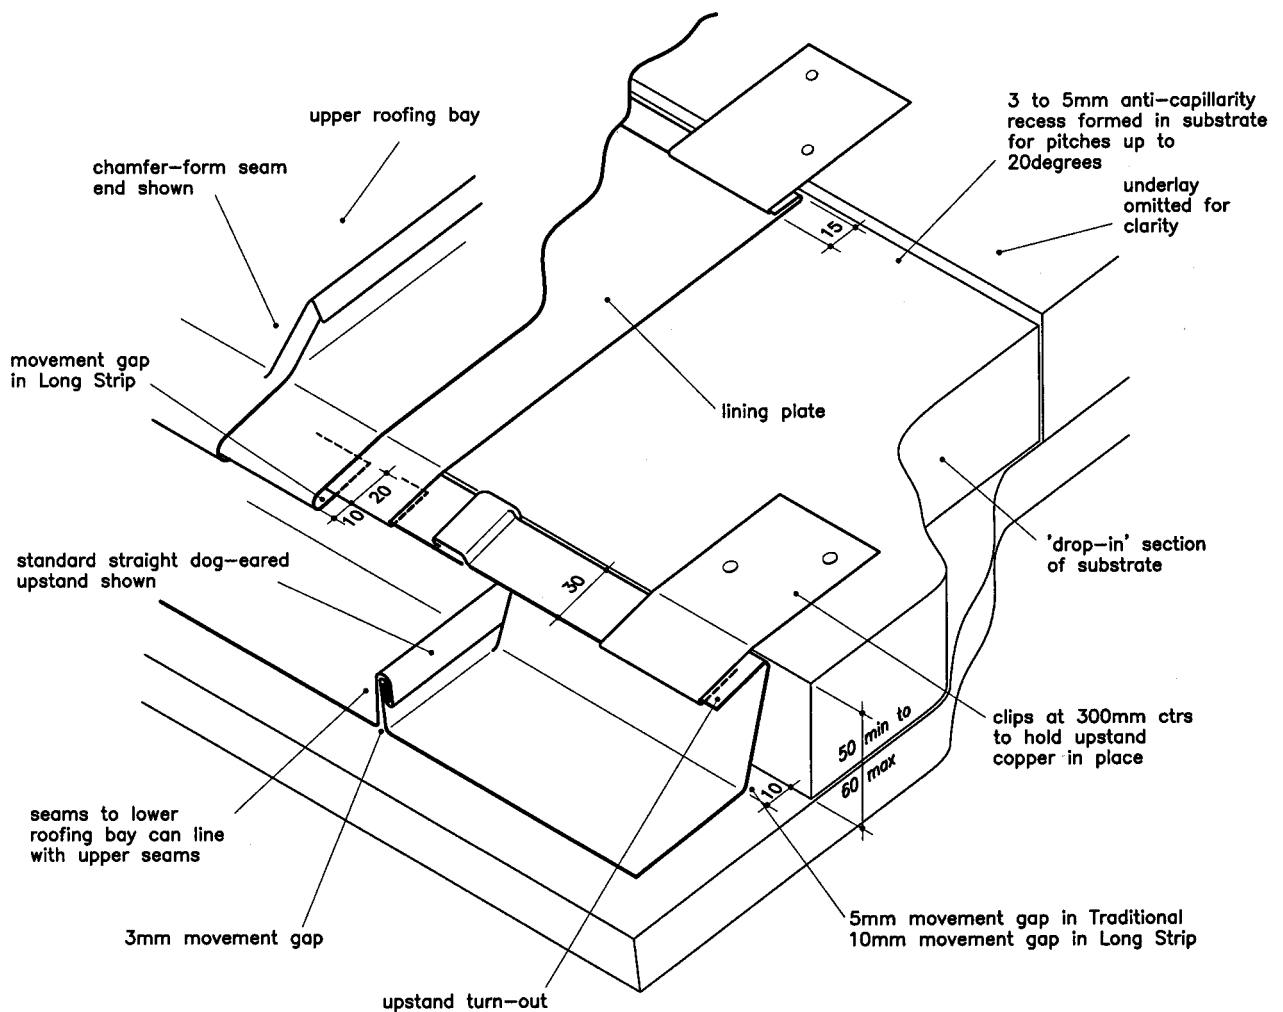 upper roofing bay
chamfer-form seam
end shown
3 to 5mm anti-capillarity
recess formed in substrate
for pitches up to
20degrees
underlay
omitted for
clarity
15
movement gap
in Long Strip
lining plate
20
10
standard straight dog-eared
upstand shown
30
'drop-in' section
of substrate
clips at 300mm ctrs
to hold upstand
copper in place
50 min to
60 max
10
seams to lower
roofing bay can line
with upper seams
3mm movement gap
5mm movement gap in Traditional
10mm movement gap in Long Strip
upstand turn-out